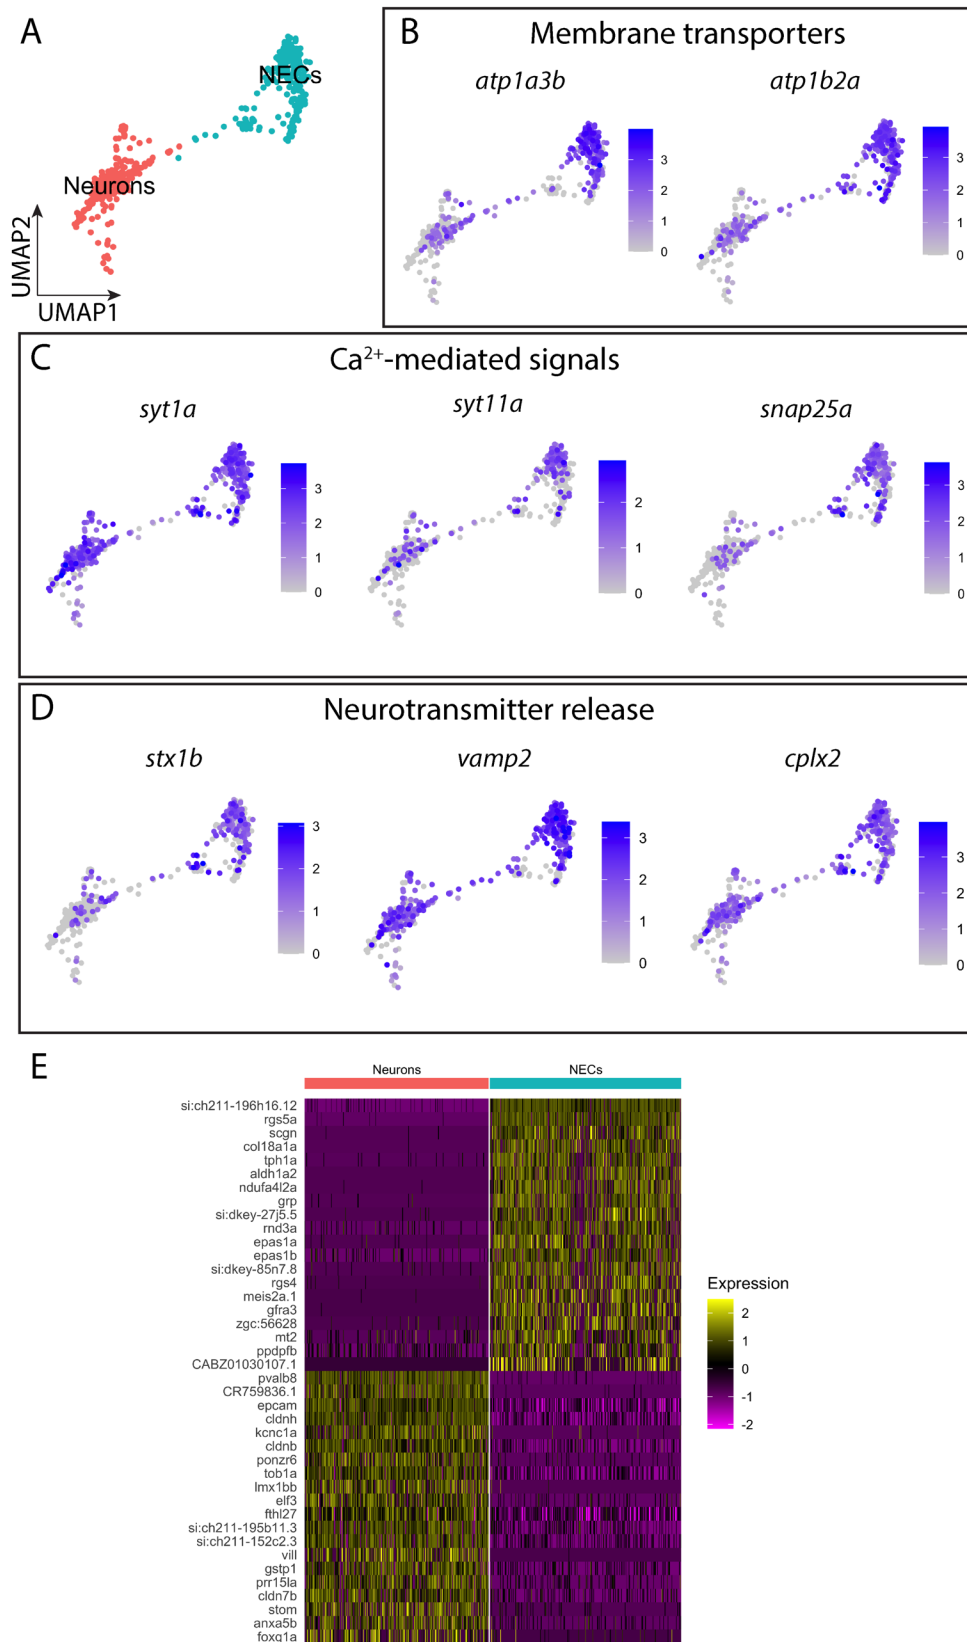 A
NECs
Neurons
UMAP2
UMAP1
B
Membrane transporters
atp1a3b
atp1b2a
3
2
1
0
3
2
1
0
C
Ca²⁺-mediated signals
syt1a
syt11a
snap25a
3
2
1
0
2
1
0
3
2
1
0
D
Neurotransmitter release
stx1b
vamp2
cplx2
3
2
1
0
3
2
1
0
3
2
1
0
E
Neurons
NECs
si:ch211-196h16.12
rgs5a
scgn
col18a1a
tph1a
aldh1a2
ndufa4l2a
grp
si:dkey-27j5.5
rnd3a
epas1a
epas1b
si:dkey-85n7.8
rgs4
meis2a.1
gfra3
zgc:56628
mt2
ppdpfb
CABZ01030107.1
pvalb8
CR759836.1
epcam
cldnh
kcnc1a
cldnb
ponzr6
tob1a
lmx1bb
elf3
fthl27
si:ch211-195b11.3
si:ch211-152c2.3
vill
gstp1
prr15la
cldn7b
stom
anxa5b
foxq1a
Expression
2
1
0
-1
-2